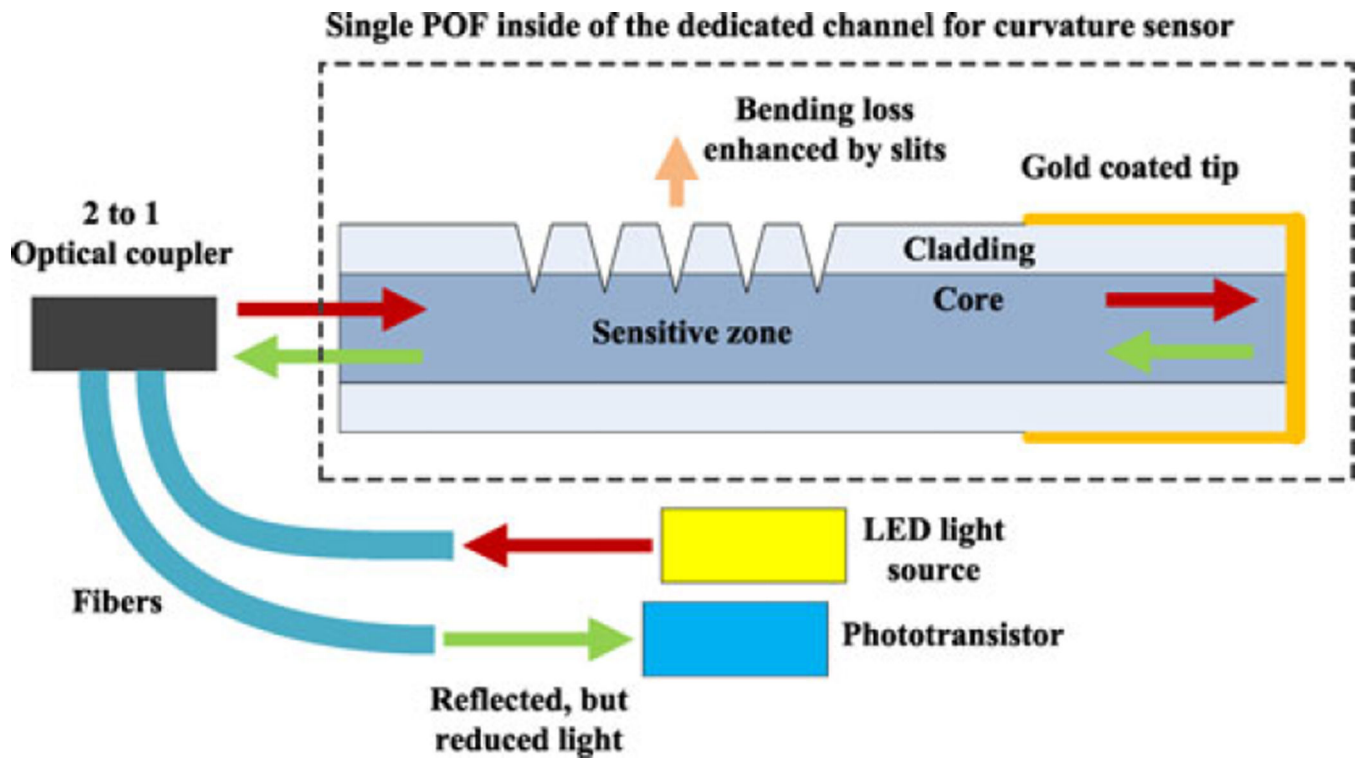 Single POF inside of the dedicated channel for curvature sensor
Bending loss
enhanced by slits
Gold coated tip
2 to 1
Optical coupler
Cladding
Core
Sensitive zone
LED light
source
Fibers
Phototransistor
Reflected, but
reduced light